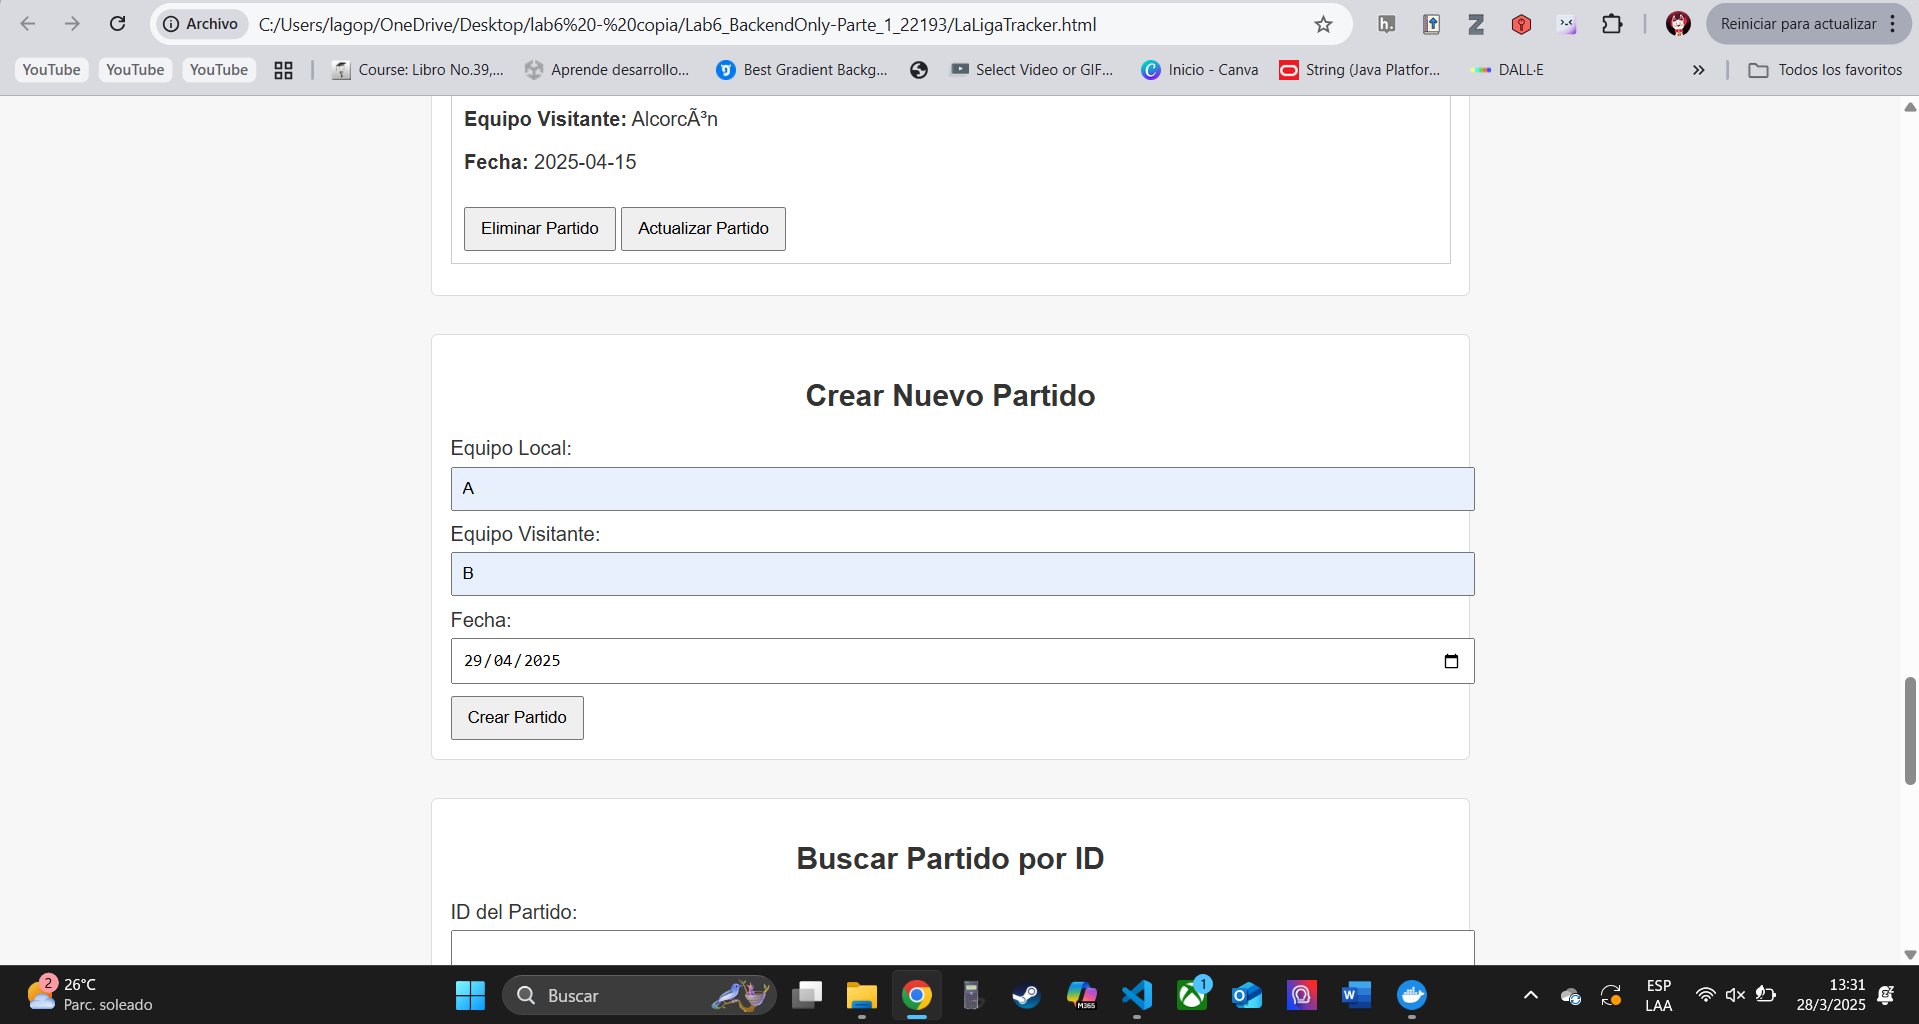 Archivo
C:/Users/lagop/OneDrive/Desktop/lab6%20-%20copia/Lab6_BackendOnly-Parte_1_22193/LaLigaTracker.html
h.
Reiniciar para actualizar
YouTube
YouTube
YouTube
Course: Libro No.39,...
Aprende desarrollo...
Best Gradient Backg...
Select Video or GIF...
Inicio - Canva
String (Java Platfor...
DALL·E
Todos los favoritos
Equipo Visitante: AlcorcÃ³n
Fecha: 2025-04-15
Eliminar Partido
Actualizar Partido
Crear Nuevo Partido
Equipo Local:
A
Equipo Visitante:
B
Fecha:
29/04/2025
Crear Partido
Buscar Partido por ID
ID del Partido:
2
26°C
Parc. soleado
Buscar
M365
1
ESP
LAA
13:31
28/3/2025